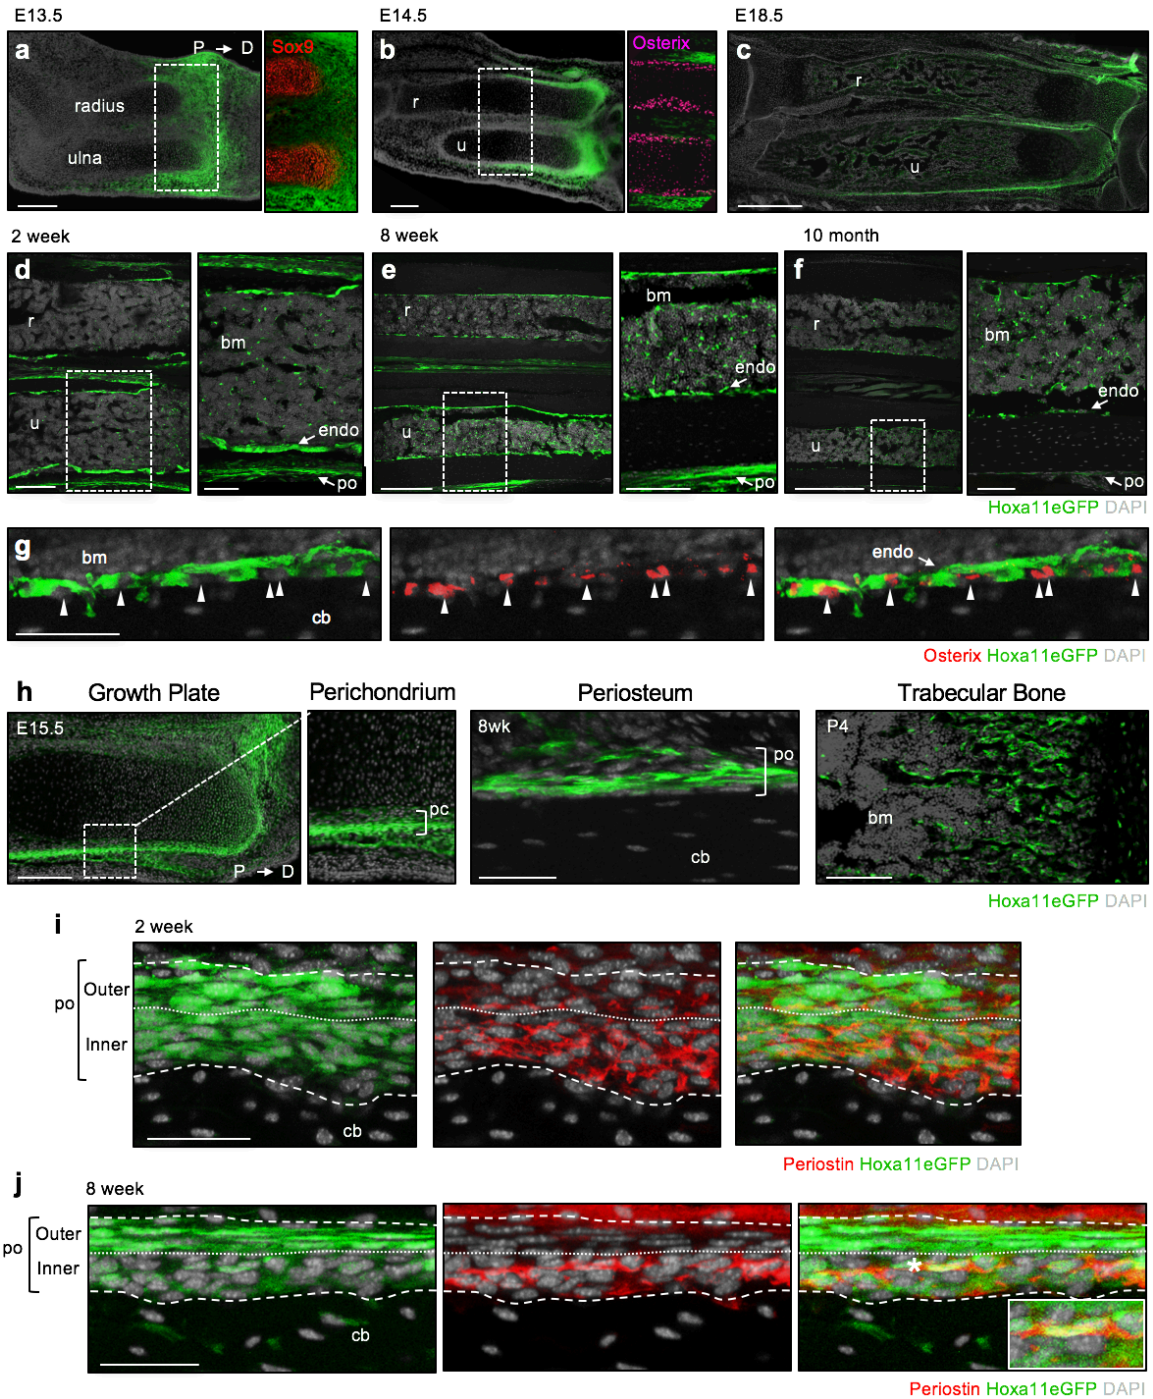 E13.5
E14.5
E18.5
a
P → D
Sox9
radius
ulna
b
Osterix
r
u
c
r
u
2 week
8 week
10 month
d
r
u
bm
endo
po
e
r
u
bm
endo
po
f
r
u
bm
endo
po
Hoxa11eGFP DAPI
g
bm
cb
endo
Osterix Hoxa11eGFP DAPI
h
Growth Plate
Perichondrium
Periosteum
Trabecular Bone
E15.5
P → D
pc
8wk
po
cb
P4
bm
Hoxa11eGFP DAPI
i
2 week
po
Outer
Inner
cb
Periostin Hoxa11eGFP DAPI
j
8 week
po
Outer
Inner
cb
*
Periostin Hoxa11eGFP DAPI